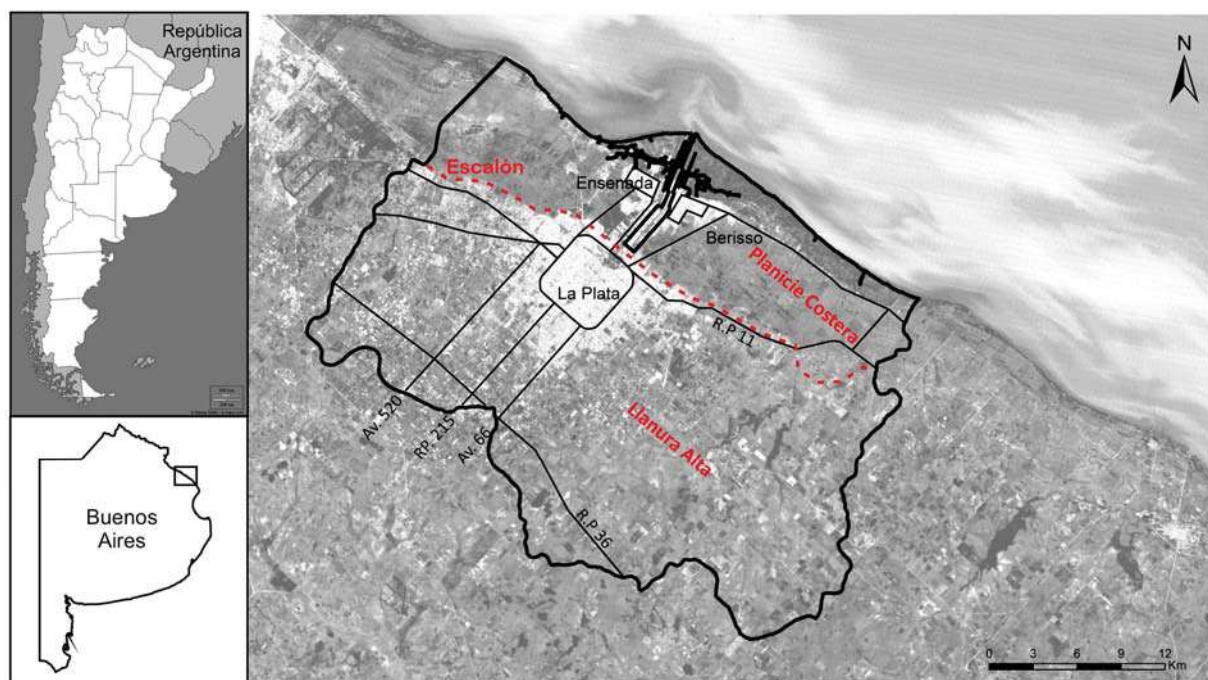 República
Argentina
Buenos
Aires
N
Escalón
Ensenada
Berisso
Planicie Costera
La Plata
R.P 11
Llanura Alta
Av. 520
RP. 215
Av. 66
R.P 36
0 3 6 9 12
Km